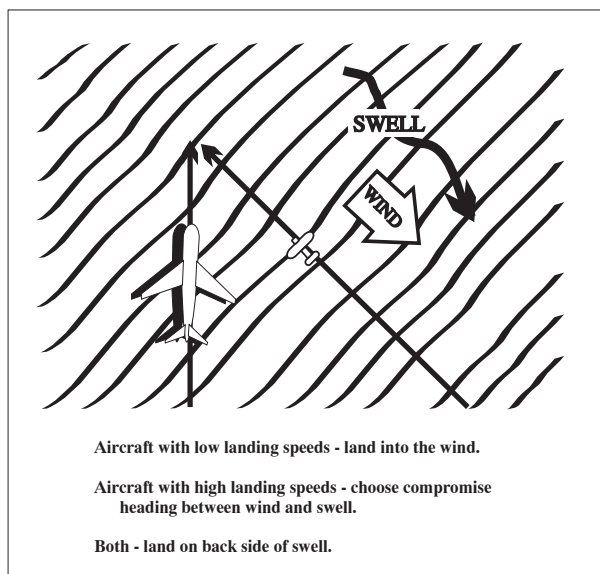 SWELL
WIND
Aircraft with low landing speeds - land into the wind.
Aircraft with high landing speeds - choose compromise
heading between wind and swell.
Both - land on back side of swell.